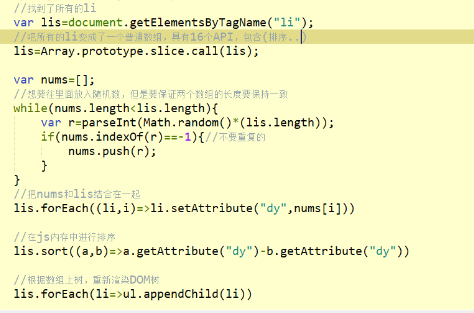 //找到了所有的li
var lis=document.getElementsByTagName("li");
//把所有的li变成了一个普通数组，具有16个API，包含(排序..)
lis=Array.prototype.slice.call(lis);
var nums=[];
//想要往里面放入随机数，但是要保证两个数组的长度要保持一致
while(nums.length<lis.length){
var r=parseInt(Math.random()*(lis.length));
if(nums.indexOf(r)==-1){//不要重复的
nums.push(r);
}
}
//把nums和lis结合在一起
lis.forEach((li,i)=>li.setAttribute("dy",nums[i]))
//在js内存中进行排序
lis.sort((a,b)=>a.getAttribute("dy")-b.getAttribute("dy"))
//根据数组上树，重新渲染DOM树
lis.forEach(li=>ul.appendChild(li))